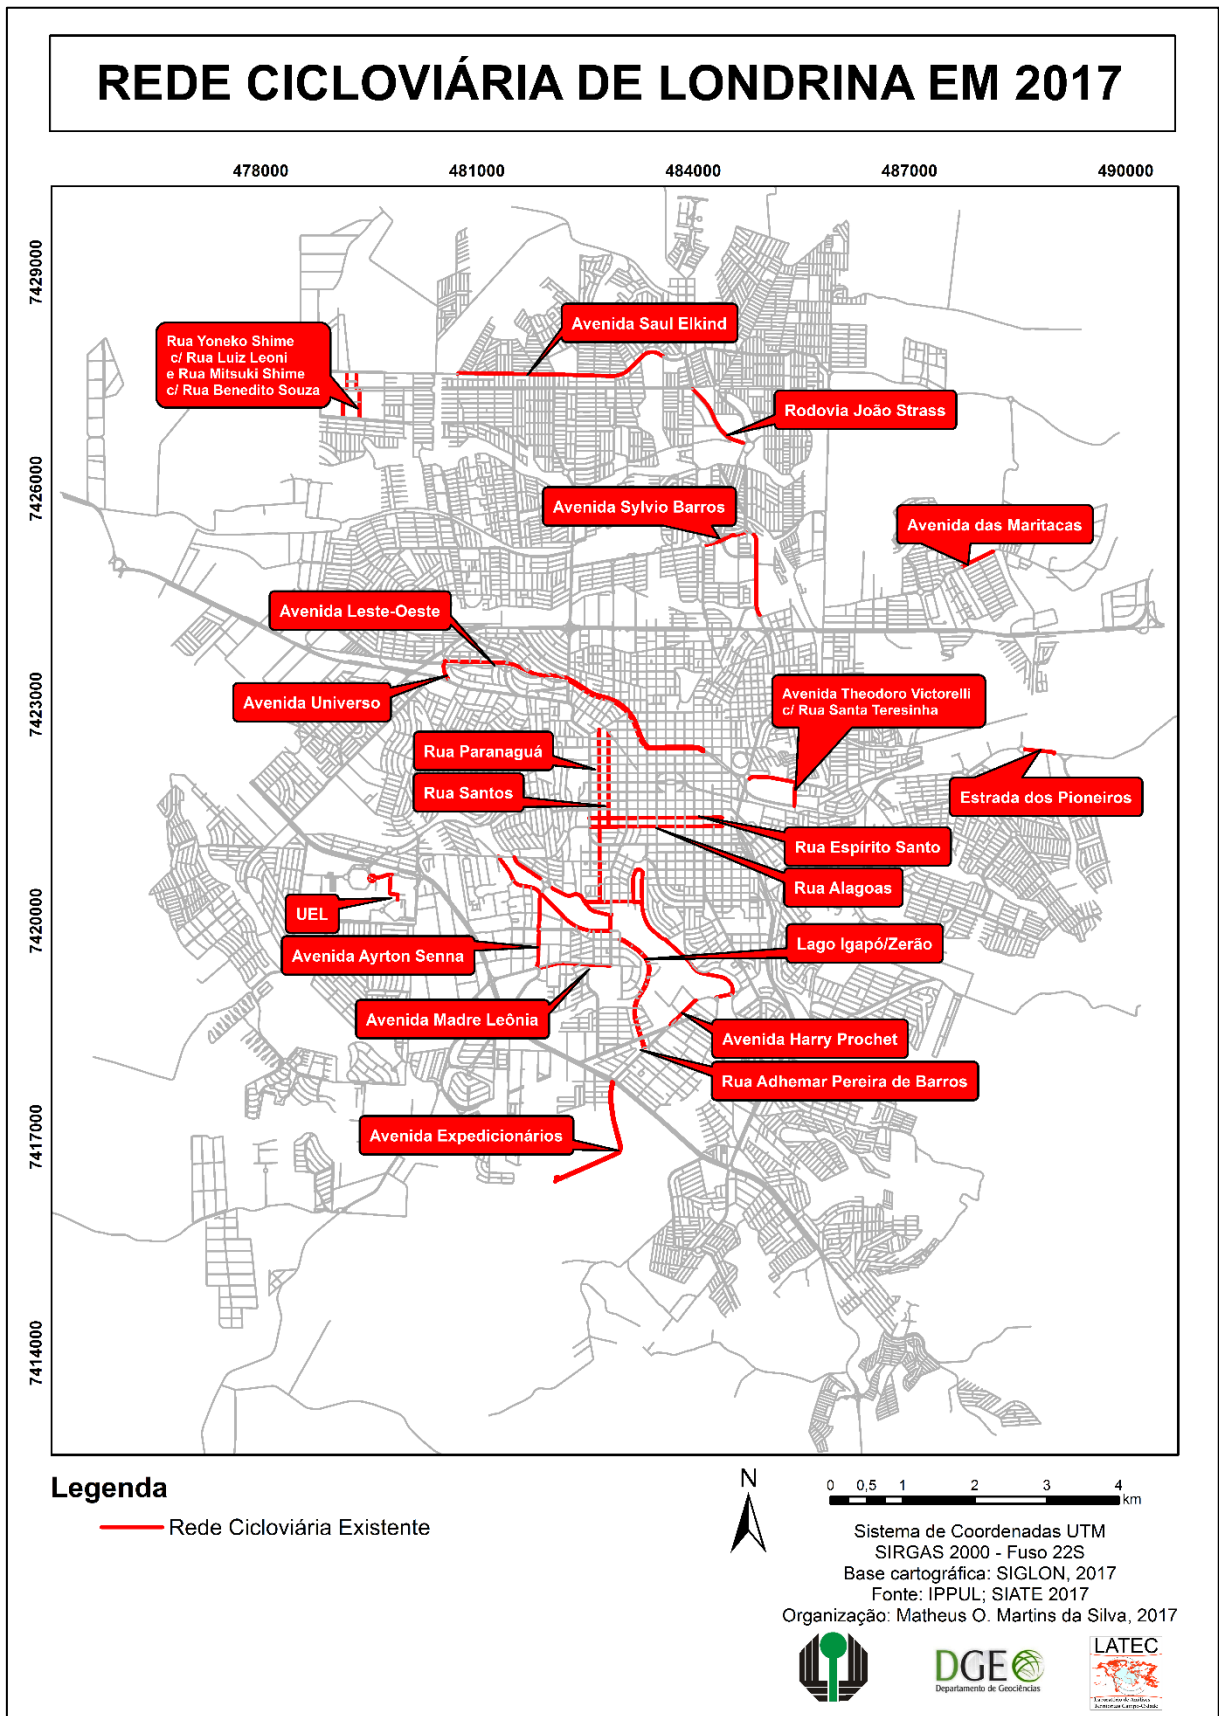 REDE CICLOVIÁRIA DE LONDRINA EM 2017
478000
481000
484000
487000
490000
7429000
7426000
7423000
7420000
7417000
7414000
Avenida Saul Elkind
Rua Yoneko Shime
c/ Rua Luiz Leoni
e Rua Mitsuki Shime
c/ Rua Benedito Souza
Rodovia João Strass
Avenida Sylvio Barros
Avenida das Maritacas
Avenida Leste-Oeste
Avenida Universo
Avenida Theodoro Victorelli
c/ Rua Santa Teresinha
Rua Paranaguá
Rua Santos
Estrada dos Pioneiros
Rua Espírito Santo
Rua Alagoas
UEL
Lago Igapó/Zerão
Avenida Ayrton Senna
Avenida Madre Leônia
Avenida Harry Prochet
Rua Adhemar Pereira de Barros
Avenida Expedicionários
Legenda
Rede Cicloviária Existente
N
0 0,5 1 2 3 4
km
Sistema de Coordenadas UTM
SIRGAS 2000 - Fuso 22S
Base cartográfica: SIGLON, 2017
Fonte: IPPUL; SIATE 2017
Organização: Matheus O. Martins da Silva, 2017
DGEO
Departamento de Geociências
LATEC